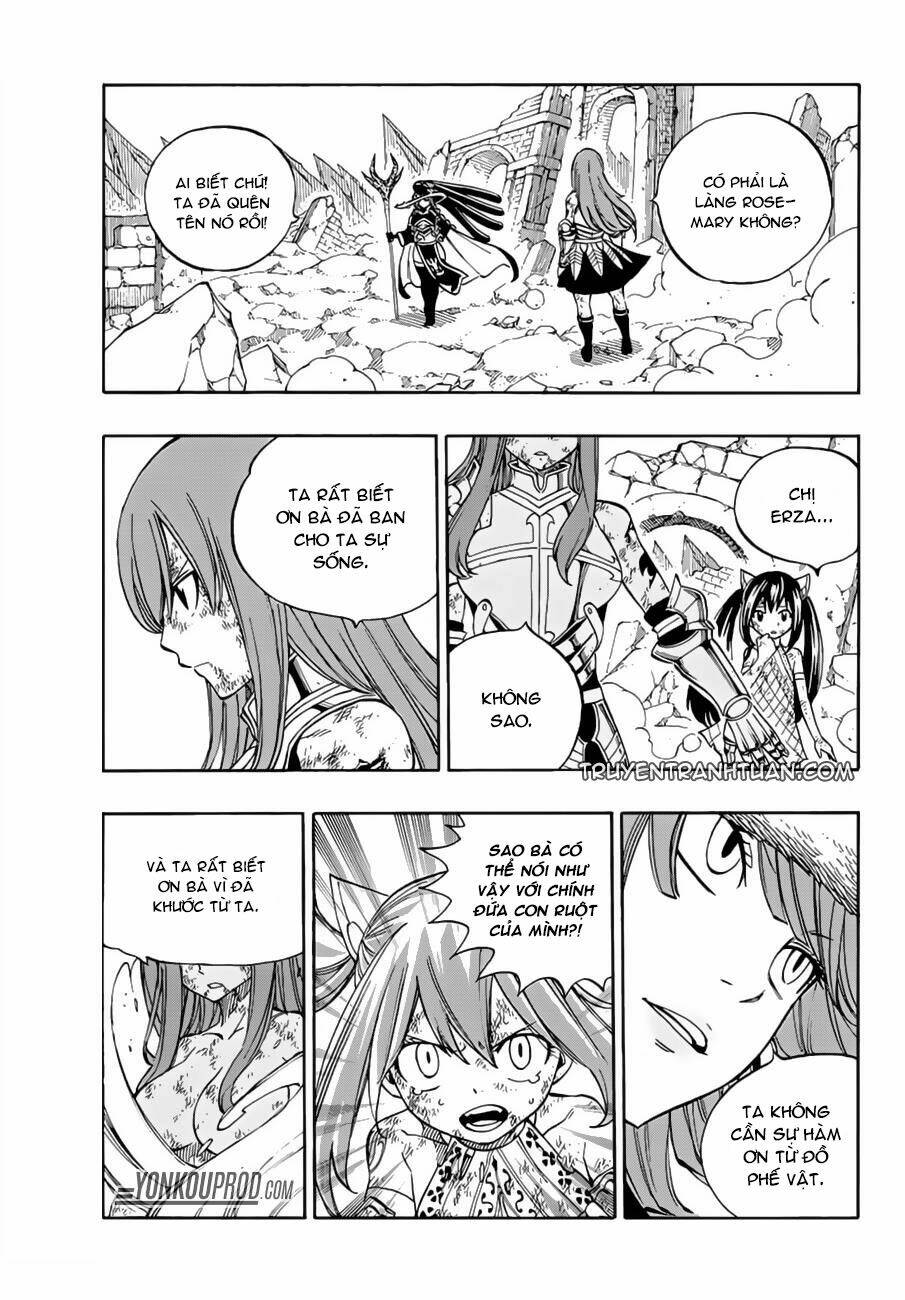 CÓ PHẢI LÀ
LÀNG ROSE-
MARY KHÔNG?
AI BIẾT CHỨ!
TA ĐÃ QUÊN
TÊN NÓ RỒI!
CHỊ
ERZA...
KHÔNG
SAO.
TA RẤT BIẾT
ƠN BÀ ĐÃ BAN
CHO TA SỰ
SỐNG.
TRUYENTRANHTUAN.COM
TA KHÔNG
CẦN SỰ HÀM
ƠN TỪ ĐỒ
PHẾ VẬT.
SAO BÀ CÓ
THỂ NÓI NHƯ
VẬY VỚI CHÍNH
ĐỨA CON RUỘT
CỦA MÌNH?!
VÀ TA RẤT BIẾT
ƠN BÀ VÌ ĐÃ
KHƯỚC TỪ TA.
YONKOUPROD.COM